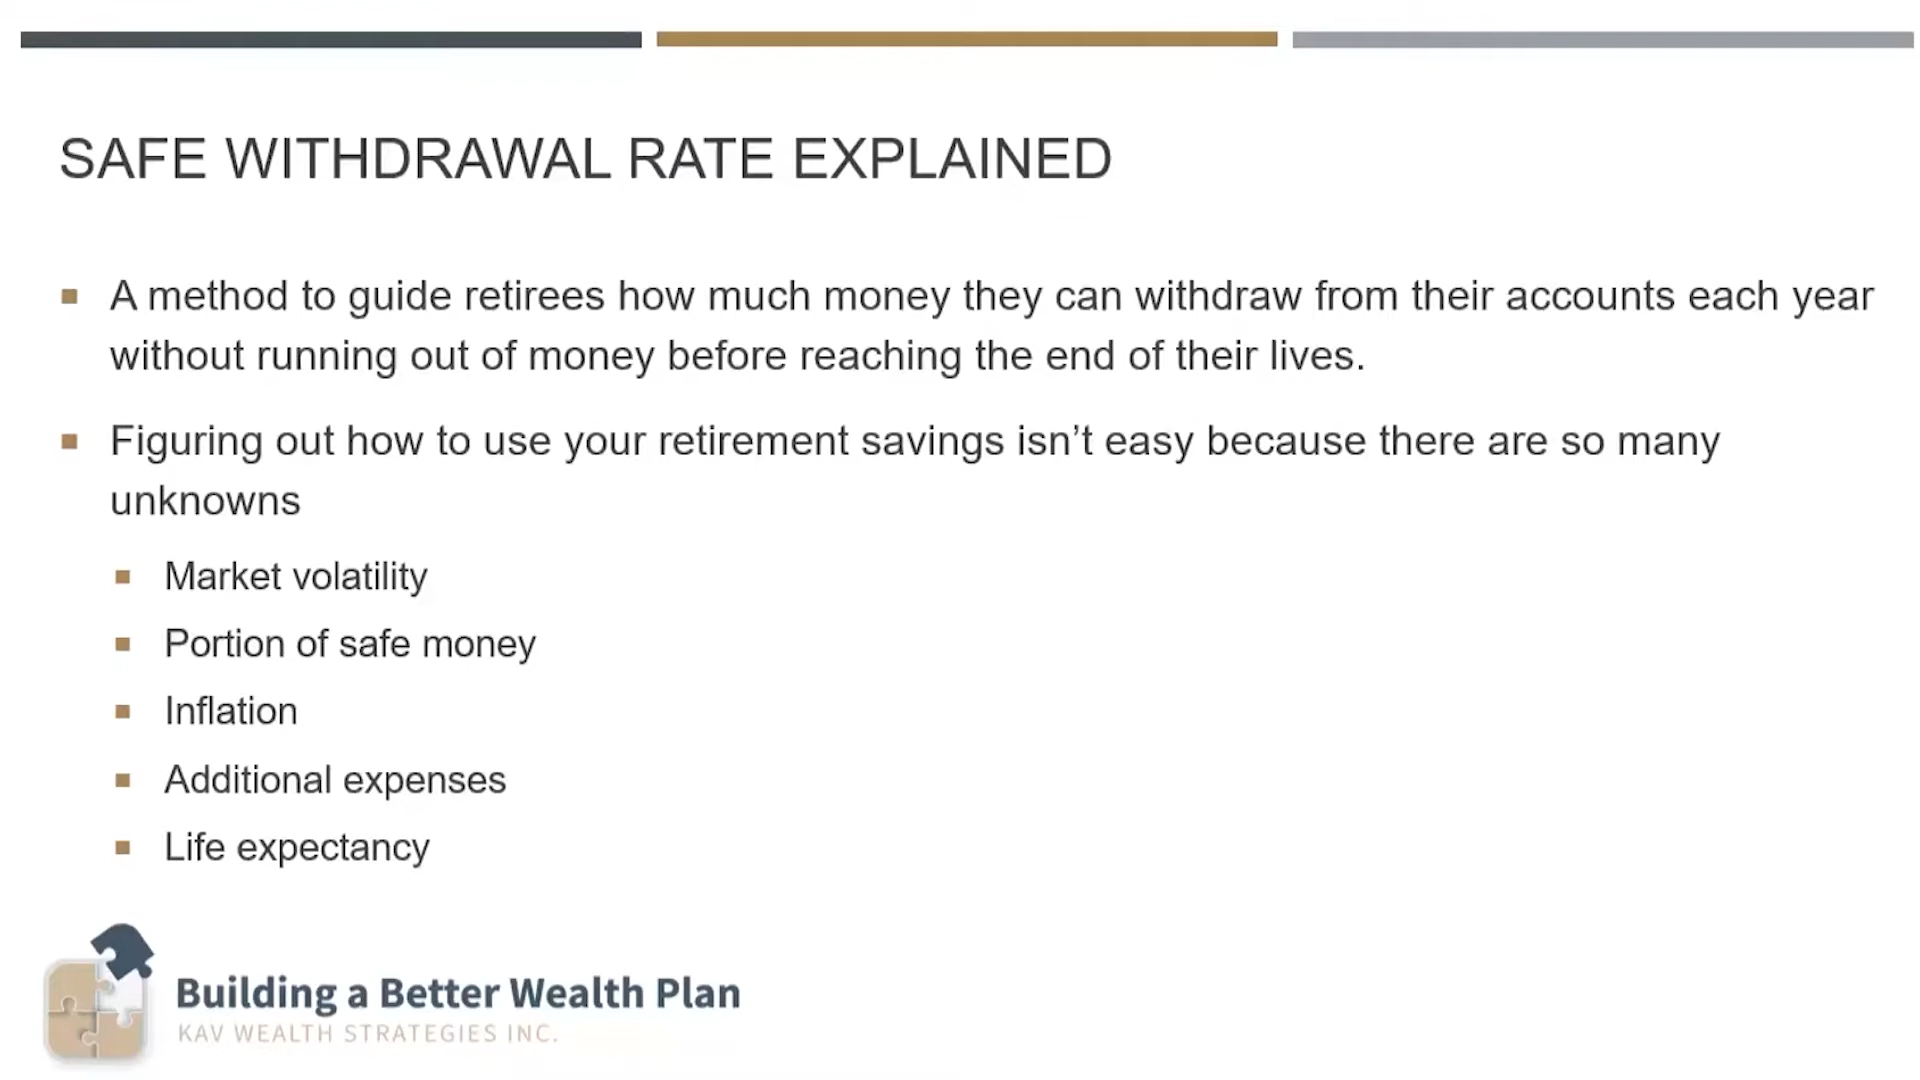 SAFE WITHDRAWAL RATE EXPLAINED
A method to guide retirees how much money they can withdraw from their accounts each year
without running out of money before reaching the end of their lives.
Figuring out how to use your retirement savings isn’t easy because there are so many
unknowns
Market volatility
Portion of safe money
Inflation
Additional expenses
Life expectancy
Building a Better Wealth Plan
KAV WEALTH STRATEGIES INC.